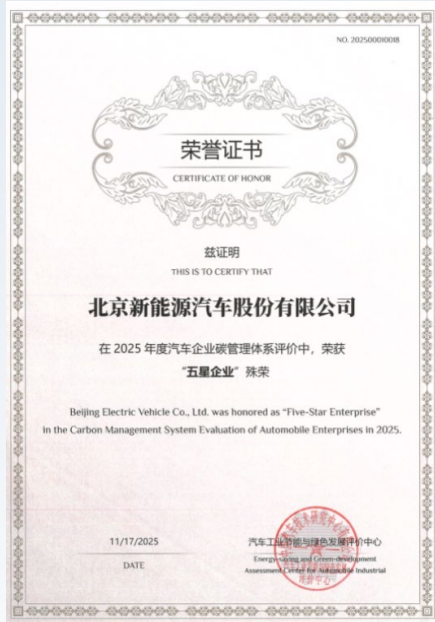 NO. 202500010018
荣誉证书
CERTIFICATE OF HONOR
兹证明
THIS IS TO CERTIFY THAT
北京新能源汽车股份有限公司
在 2025 年度汽车企业碳管理体系评价中，荣获
“五星企业”殊荣
Beijing Electric Vehicle Co., Ltd. was honored as “Five-Star Enterprise”
in the Carbon Management System Evaluation of Automobile Enterprises in 2025.
11/17/2025
DATE
汽车工业节能与绿色发展评价中心
Energy-saving and Green-development
Assessment Center for Automobile Industrial